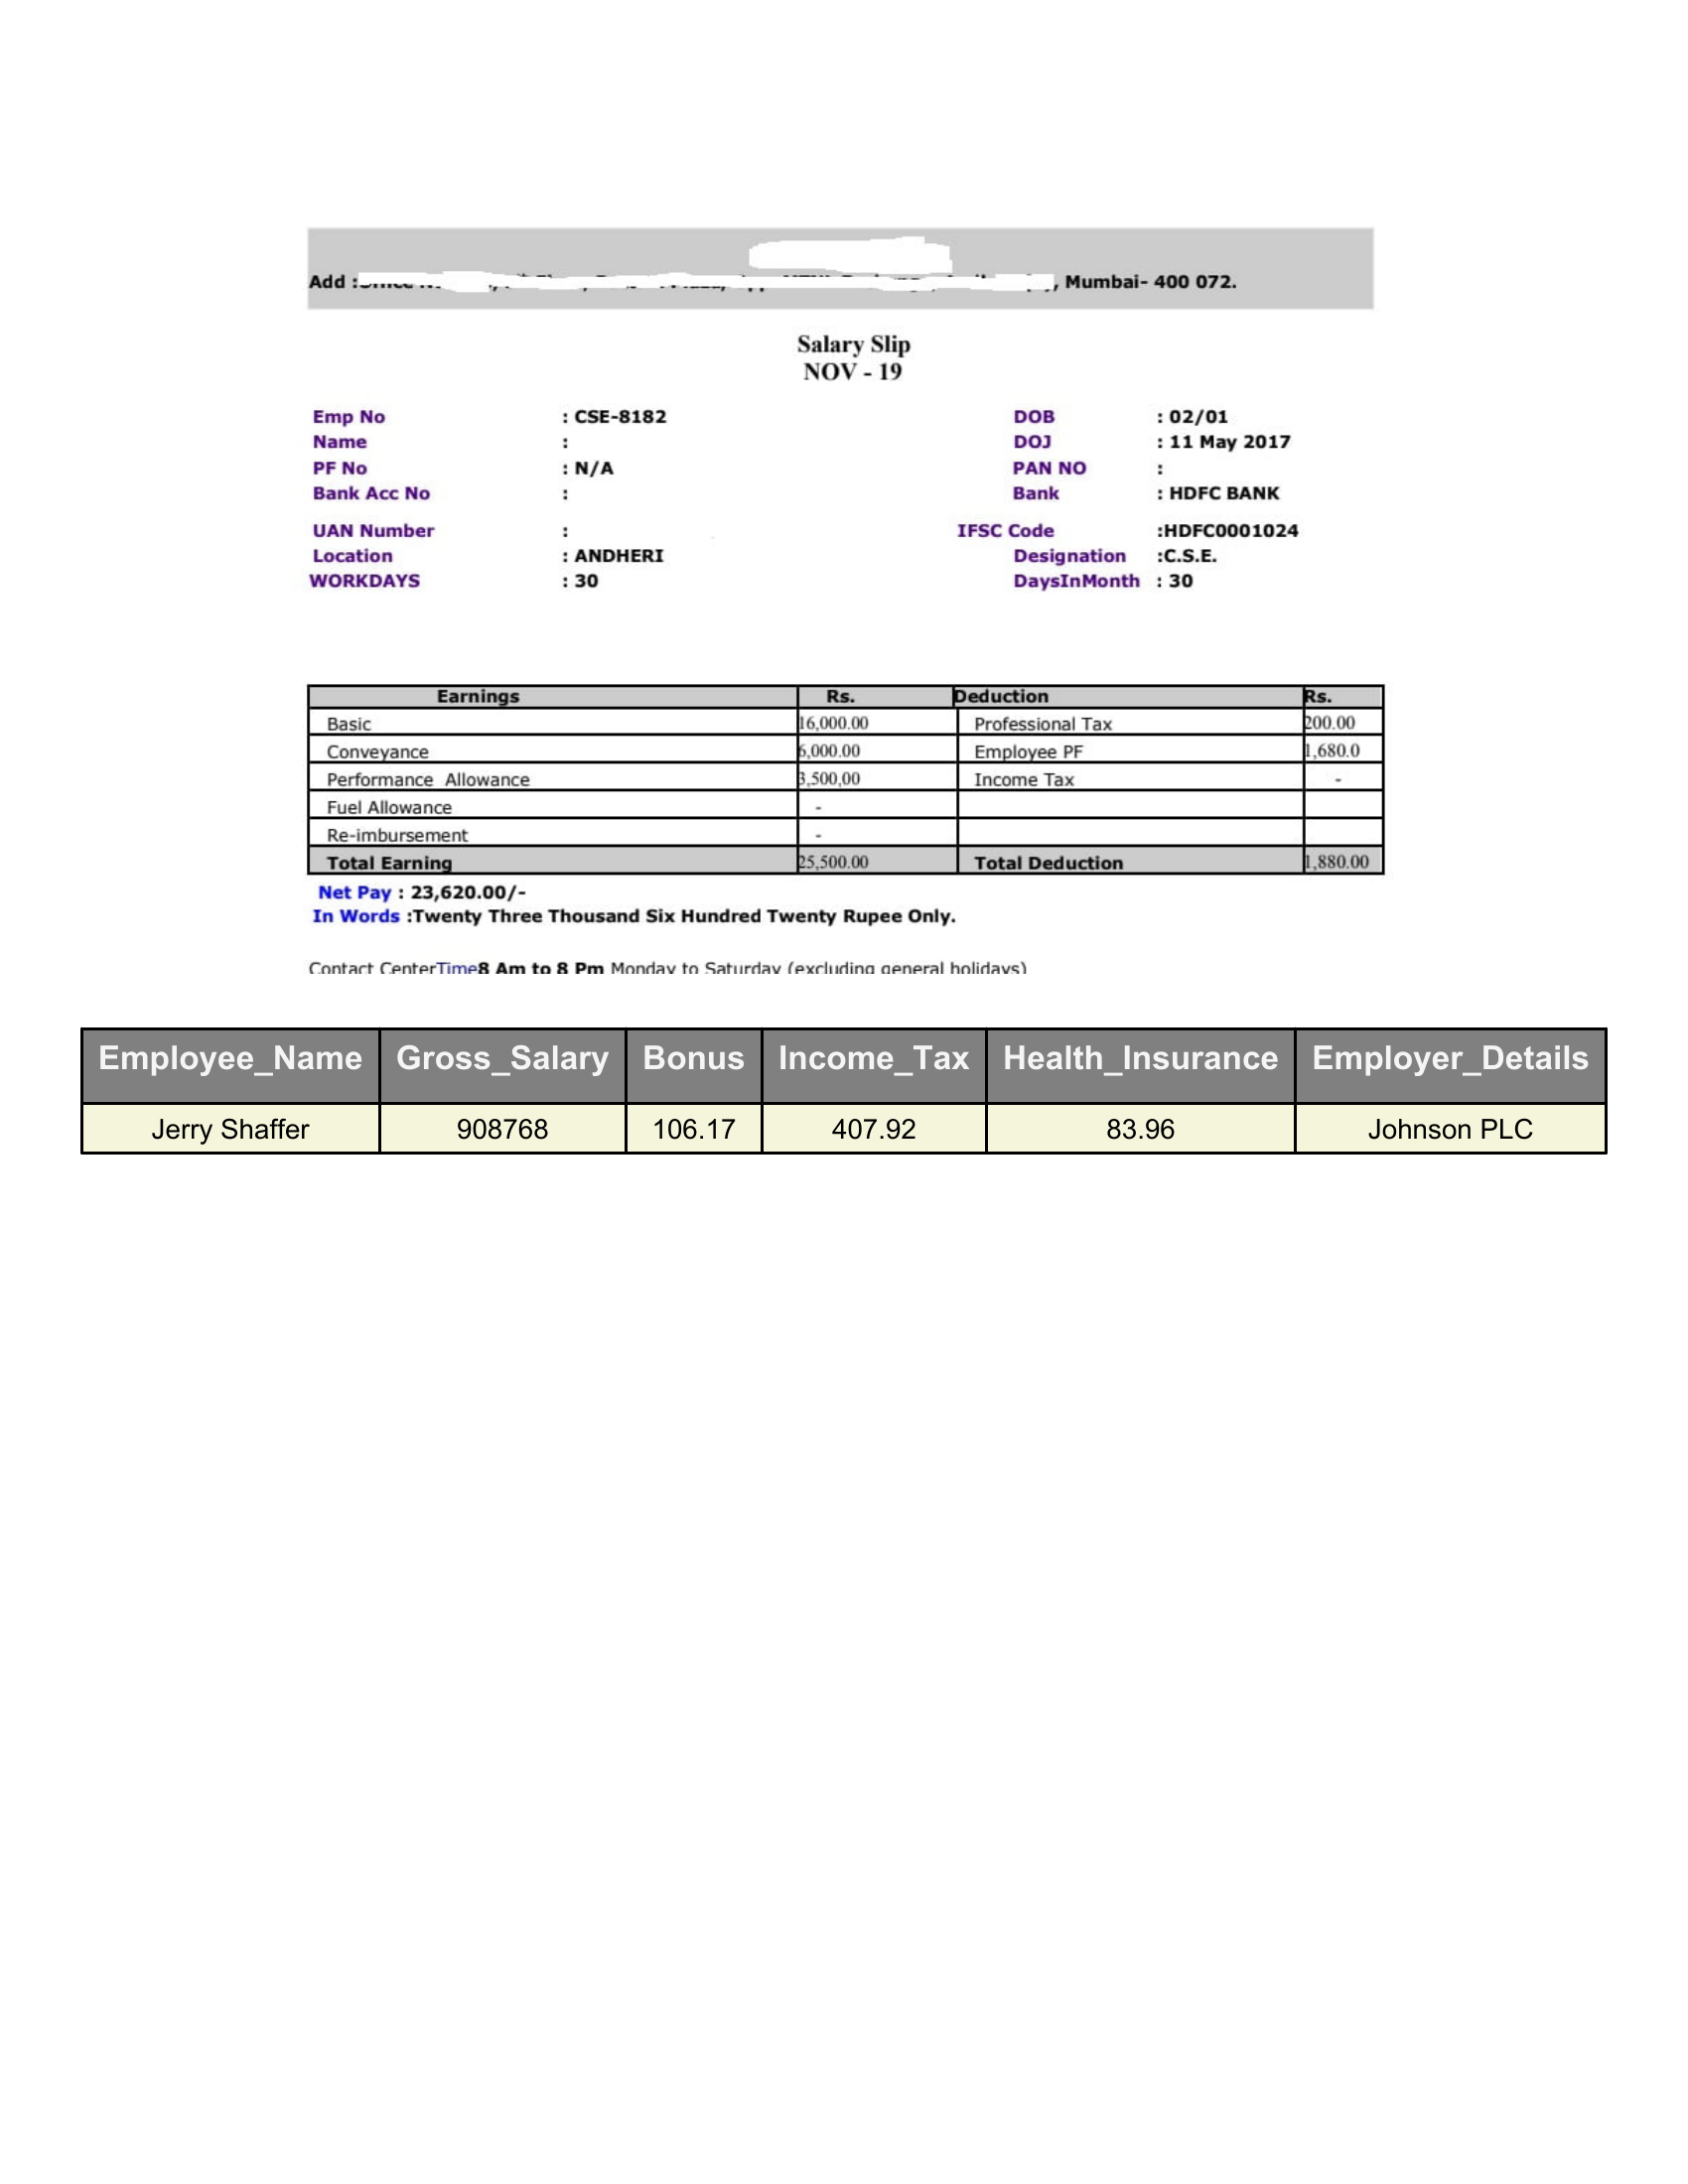 Add : , Mumbai- 400 072.
Salary Slip
NOV - 19
Emp No : CSE-8182 DOB : 02/01
Name : DOJ : 11 May 2017
PF No : N/A PAN NO :
Bank Acc No : Bank : HDFC BANK
UAN Number : IFSC Code :HDFC0001024
Location : ANDHERI Designation :C.S.E.
WORKDAYS : 30 DaysInMonth : 30
Earnings Rs. Deduction Rs.
Basic 16,000.00 Professional Tax 200.00
Conveyance 6,000.00 Employee PF 1,680.0
Performance Allowance 3,500,00 Income Tax -
Fuel Allowance -
Re-imbursement -
Total Earning 25,500.00 Total Deduction 1,880.00
Net Pay : 23,620.00/-
In Words :Twenty Three Thousand Six Hundred Twenty Rupee Only.
Contact CenterTime8 Am to 8 Pm Monday to Saturday (excluding general holidays)
Employee_Name Gross_Salary Bonus Income_Tax Health_Insurance Employer_Details
Jerry Shaffer 908768 106.17 407.92 83.96 Johnson PLC